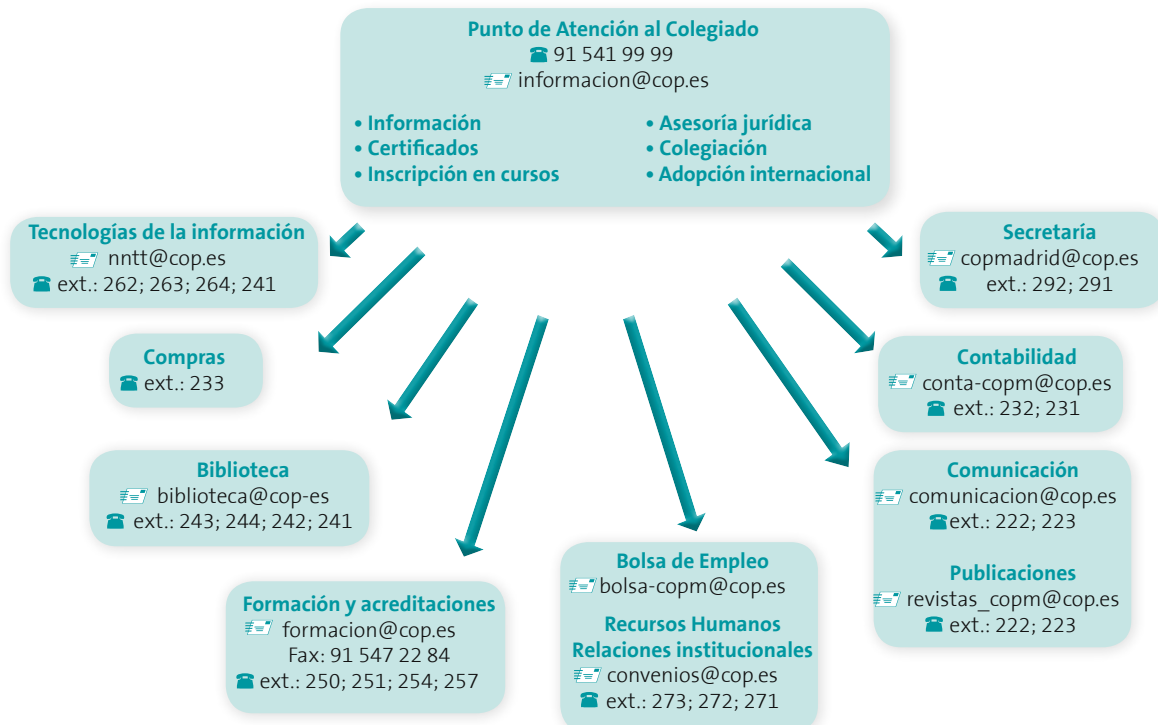 Punto de Atención al Colegiado
91 541 99 99
informacion@cop.es
• Información
• Certificados
• Inscripción en cursos
• Asesoría jurídica
• Colegiación
• Adopción internacional
Tecnologías de la información
nntt@cop.es
ext.: 262; 263; 264; 241
Compras
ext.: 233
Biblioteca
biblioteca@cop-es
ext.: 243; 244; 242; 241
Formación y acreditaciones
formacion@cop.es
Fax: 91 547 22 84
ext.: 250; 251; 254; 257
Bolsa de Empleo
bolsa-copm@cop.es
Recursos Humanos
Relaciones institucionales
convenios@cop.es
ext.: 273; 272; 271
Secretaría
copmadrid@cop.es
ext.: 292; 291
Contabilidad
conta-copm@cop.es
ext.: 232; 231
Comunicación
comunicacion@cop.es
ext.: 222; 223
Publicaciones
revistas_copm@cop.es
ext.: 222; 223